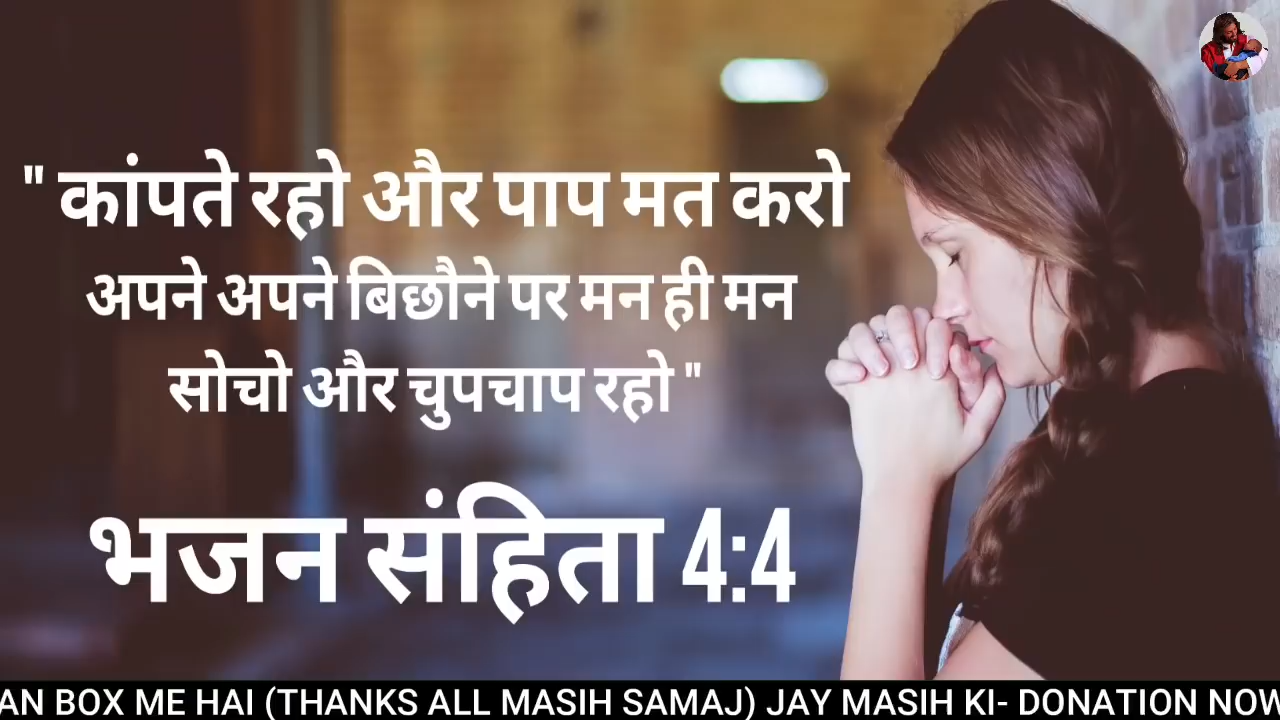 " कांपते रहो और पाप मत करो
अपने अपने बिछौने पर मन ही मन
सोचो और चुपचाप रहो "
भजन संहिता 4:4
AN BOX ME HAI (THANKS ALL MASIH SAMAJ) JAY MASIH KI- DONATION NOW